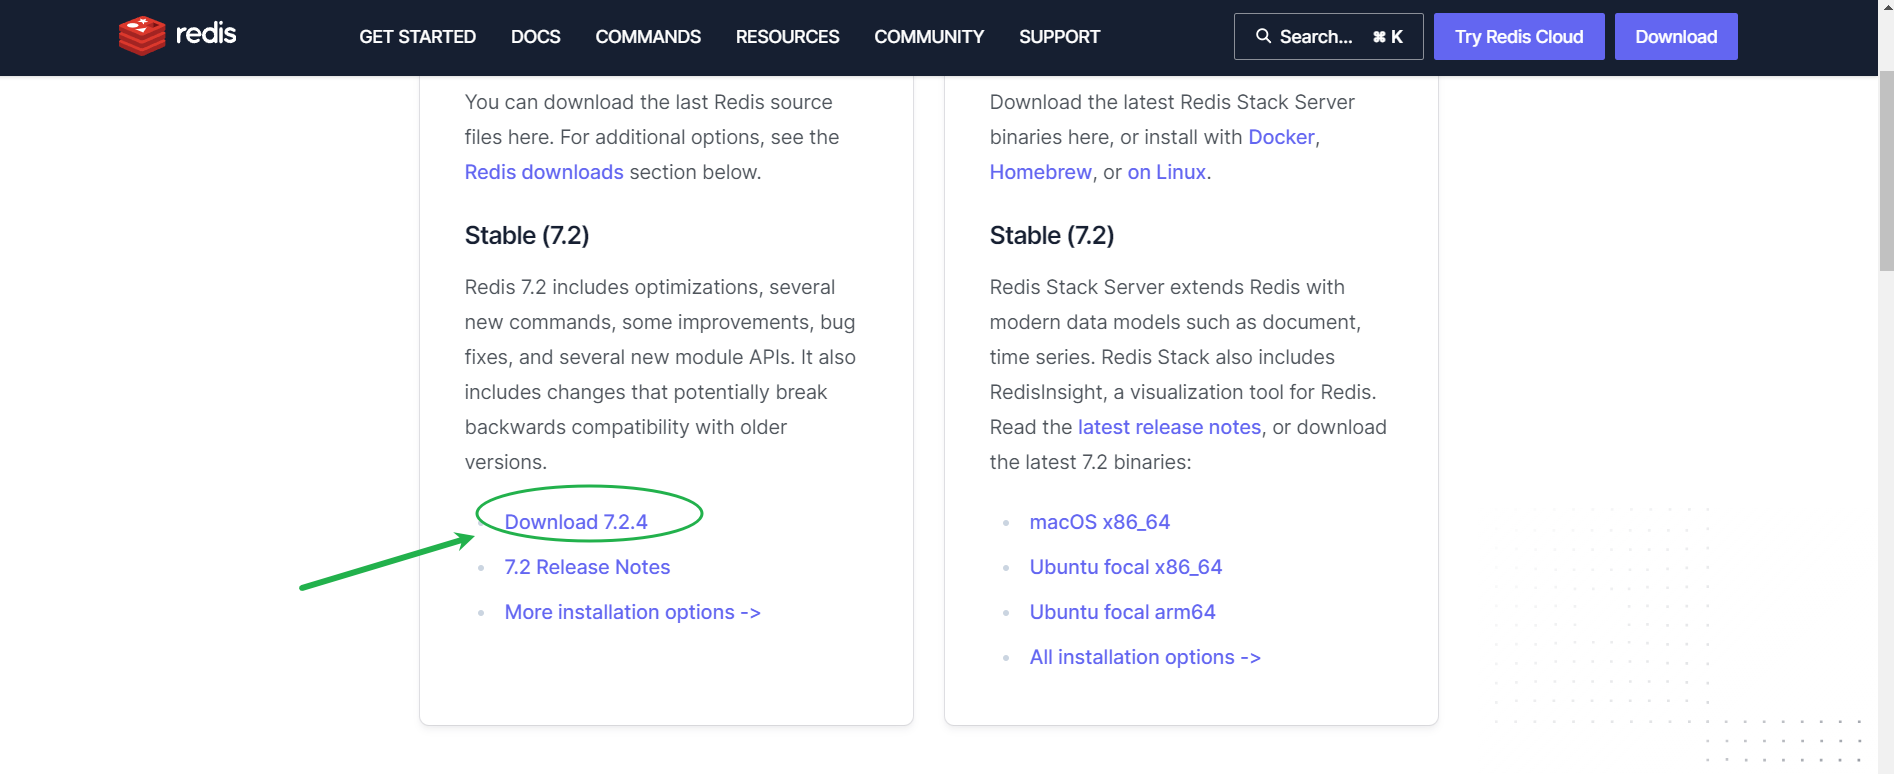 redis
GET STARTED
DOCS
COMMANDS
RESOURCES
COMMUNITY
SUPPORT
Search... ⌘ K
Try Redis Cloud
Download
You can download the last Redis source
files here. For additional options, see the
Redis downloads section below.
Stable (7.2)
Redis 7.2 includes optimizations, several
new commands, some improvements, bug
fixes, and several new module APIs. It also
includes changes that potentially break
backwards compatibility with older
versions.
Download 7.2.4
7.2 Release Notes
More installation options ->
Download the latest Redis Stack Server
binaries here, or install with Docker,
Homebrew, or on Linux.
Stable (7.2)
Redis Stack Server extends Redis with
modern data models such as document,
time series. Redis Stack also includes
RedisInsight, a visualization tool for Redis.
Read the latest release notes, or download
the latest 7.2 binaries:
macOS x86_64
Ubuntu focal x86_64
Ubuntu focal arm64
All installation options ->